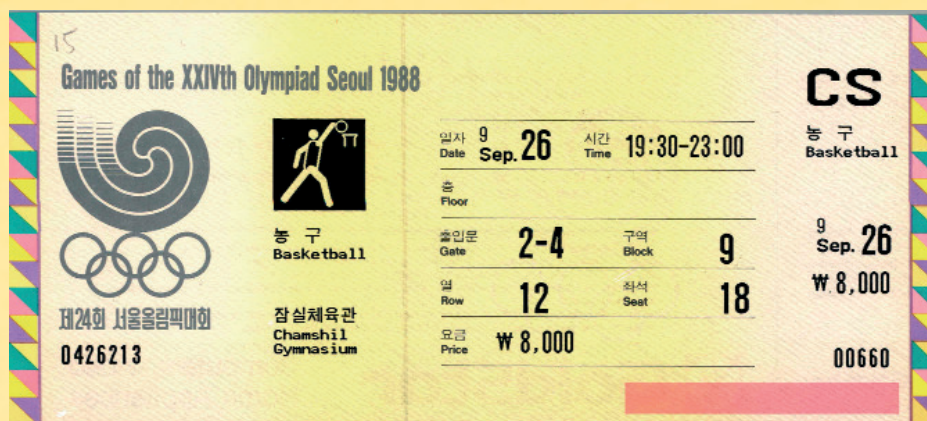 15
Games of the XXIVth Olympiad Seoul 1988
제24회 서울올림픽대회
0426213
농 구
Basketball
잠실체육관
Chamshil
Gymnasium
일자 9 시간
Date Sep. 26 Time 19:30-23:00
층
Floor
출입문 구역
Gate 2-4 Block 9
열 좌석
Row 12 Seat 18
요금
Price ₩ 8,000
CS
농 구
Basketball
9
Sep. 26
₩ 8,000
00660